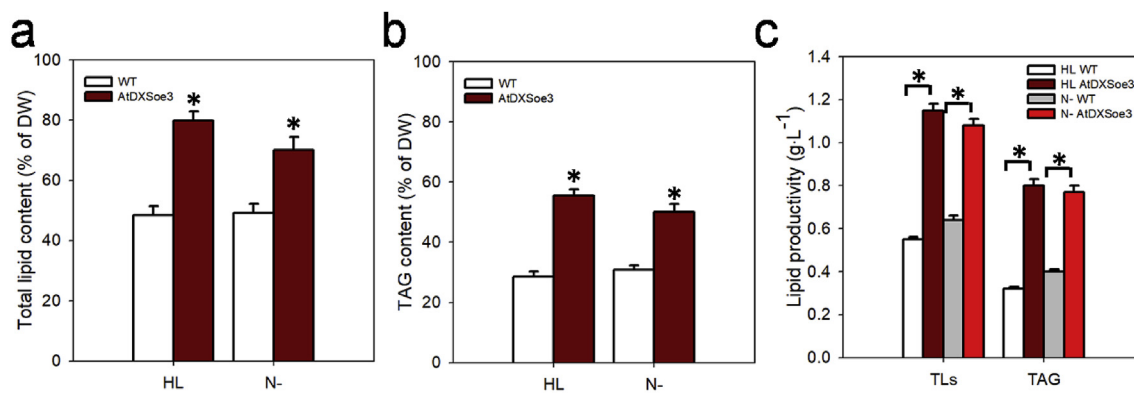 a
100
80
60
40
20
0
Total lipid content (% of DW)
WT
AtDXSoe3
*
*
HL N-
b
100
80
60
40
20
0
TAG content (% of DW)
WT
AtDXSoe3
*
*
HL N-
c
1.4
1.2
1.0
0.8
0.6
0.4
0.2
0.0
Lipid productivity (g·L⁻¹)
HL WT
HL AtDXSoe3
N- WT
N- AtDXSoe3
*
*
*
*
TLs TAG